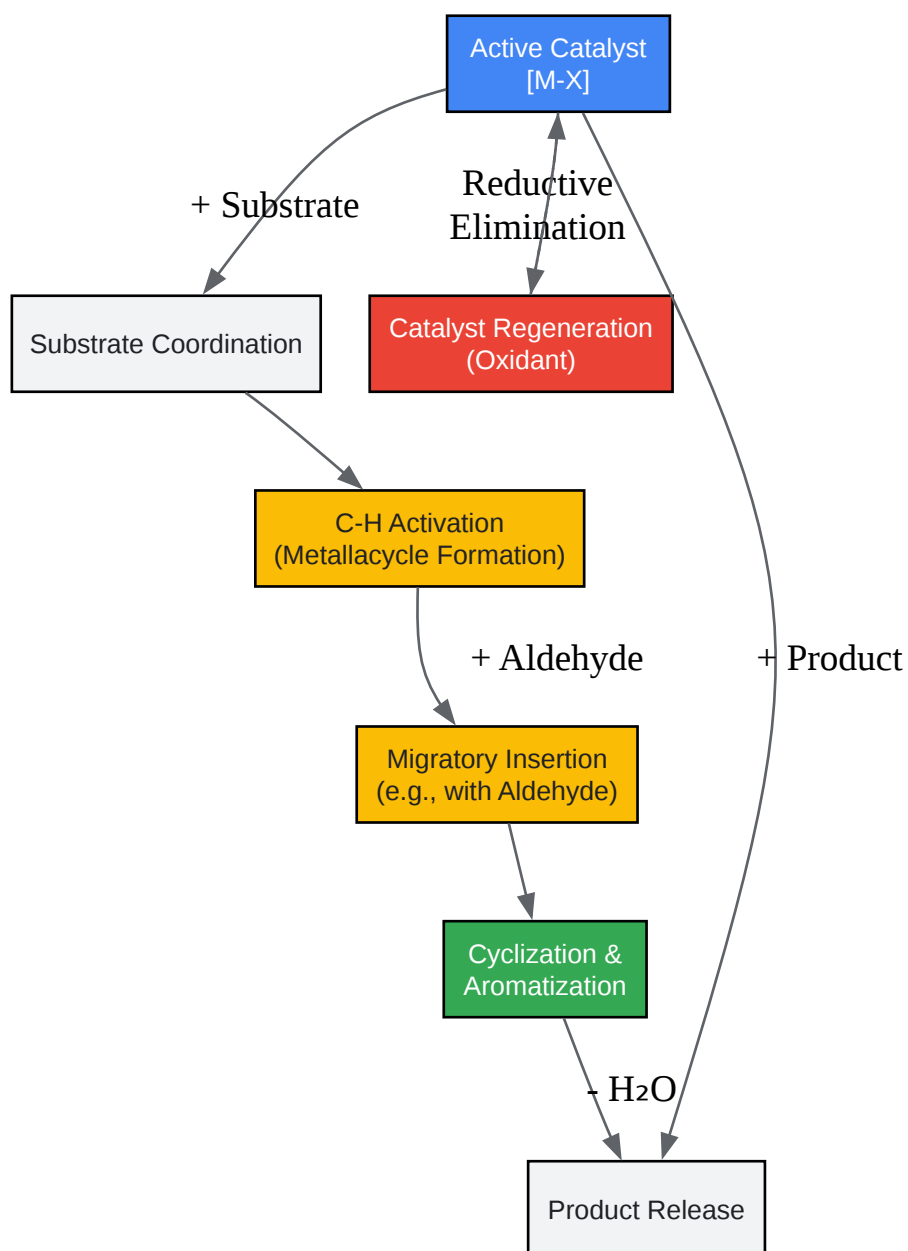 Active Catalyst
[M-X]
+ Substrate
Reductive
Elimination
Substrate Coordination
Catalyst Regeneration
(Oxidant)
C-H Activation
(Metallacycle Formation)
+ Aldehyde
+ Product
Migratory Insertion
(e.g., with Aldehyde)
Cyclization &
Aromatization
- H₂O
Product Release